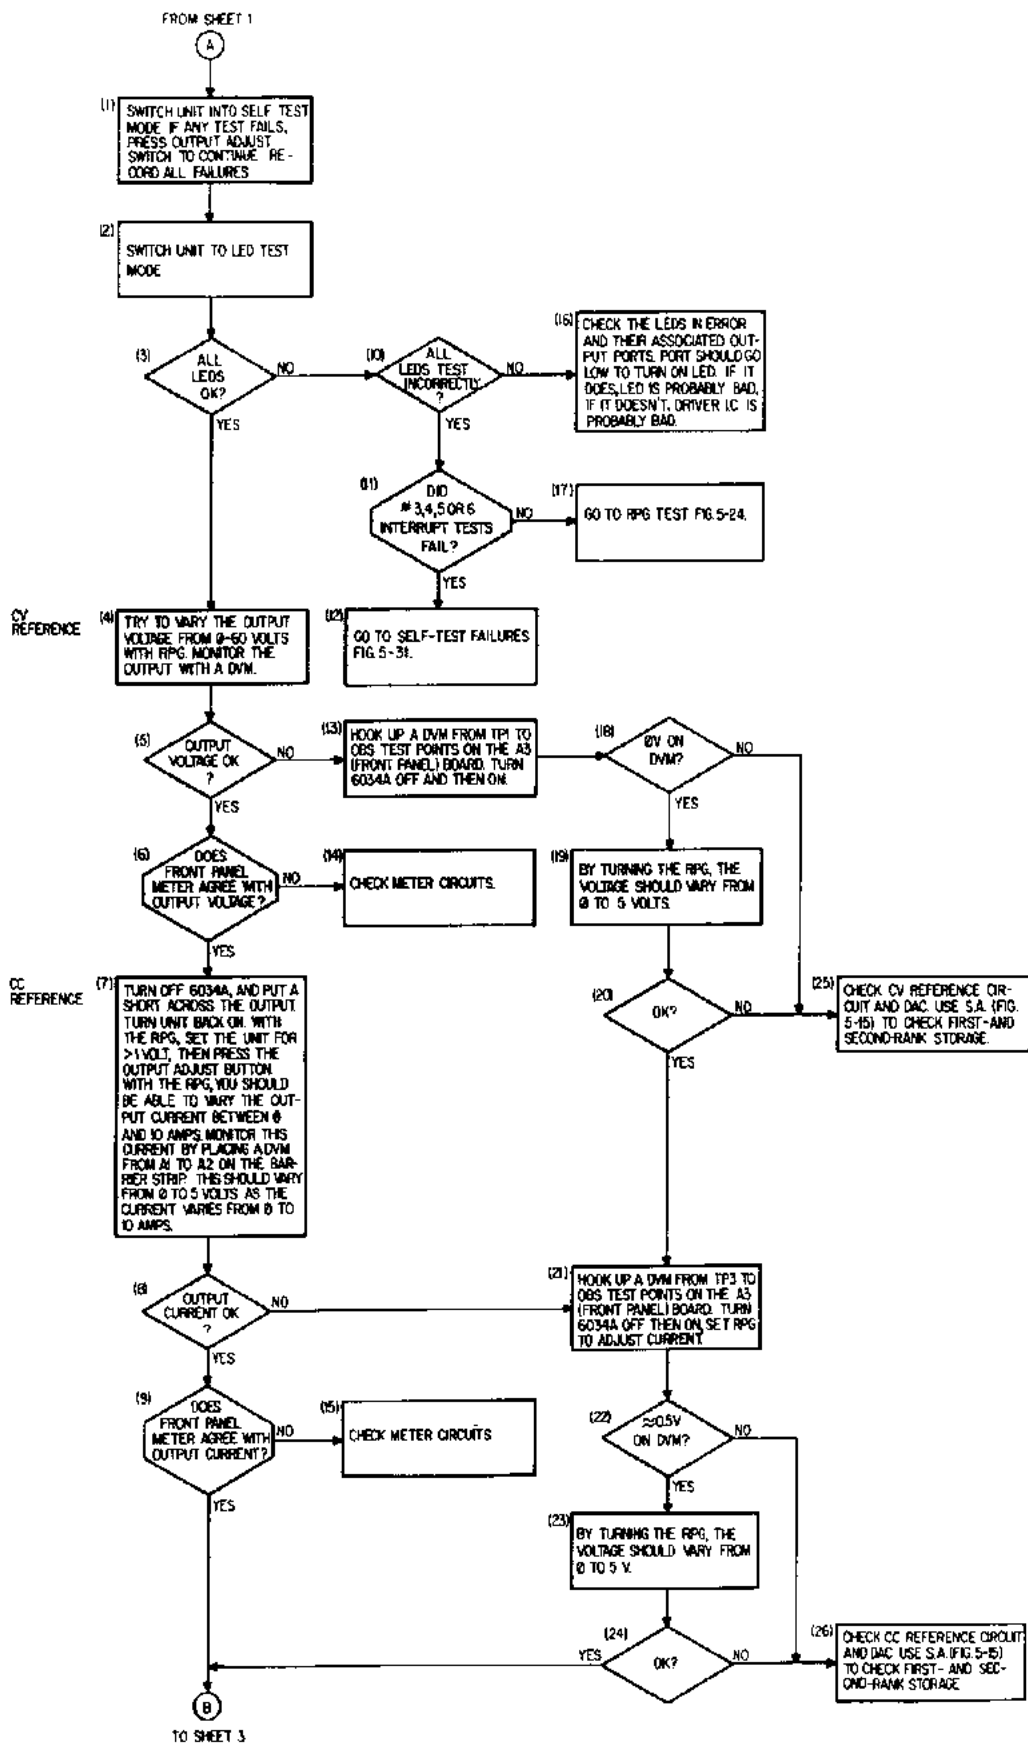 FROM SHEET 1
A
(1)
SWITCH UNIT INTO SELF TEST
MODE IF ANY TEST FAILS,
PRESS OUTPUT ADJUST
SWITCH TO CONTINUE RE-
CORD ALL FAILURES
(2)
SWITCH UNIT TO LED TEST
MODE
(3)
ALL
LEDS
OK?
NO
YES
(10)
ALL
LEDS TEST
INCORRECTLY
?
NO
YES
(16)
CHECK THE LEDS IN ERROR
AND THEIR ASSOCIATED OUT-
PUT PORTS. PORT SHOULD GO
LOW TO TURN ON LED. IF IT
DOES, LED IS PROBABLY BAD.
IF IT DOESN'T, DRIVER I.C IS
PROBABLY BAD.
(11)
DID
#3,4,5 OR 6
INTERRUPT TESTS
FAIL?
NO
YES
(17)
GO TO RPG TEST FIG. 5-24.
(12)
GO TO SELF-TEST FAILURES
FIG. 5-31.
CV
REFERENCE
(4)
TRY TO VARY THE OUTPUT
VOLTAGE FROM 0-60 VOLTS
WITH RPG. MONITOR THE
OUTPUT WITH A DVM.
(5)
OUTPUT
VOLTAGE OK
?
NO
YES
(13)
HOOK UP A DVM FROM TP1 TO
OBS TEST POINTS ON THE A3
(FRONT PANEL) BOARD. TURN
6034A OFF AND THEN ON.
(18)
0V ON
DVM?
NO
YES
(6)
DOES
FRONT PANEL
METER AGREE WITH
OUTPUT VOLTAGE?
NO
YES
(14)
CHECK METER CIRCUITS.
(19)
BY TURNING THE RPG, THE
VOLTAGE SHOULD VARY FROM
0 TO 5 VOLTS.
CC
REFERENCE
(7)
TURN OFF 6034A, AND PUT A
SHORT ACROSS THE OUTPUT
TURN UNIT BACK ON. WITH
THE RPG, SET THE UNIT FOR
>1 VOLT, THEN PRESS THE
OUTPUT ADJUST BUTTON
WITH THE RPG, YOU SHOULD
BE ABLE TO VARY THE OUT-
PUT CURRENT BETWEEN 0
AND 10 AMPS. MONITOR THIS
CURRENT BY PLACING A DVM
FROM A1 TO A2 ON THE BAR-
RIER STRIP. THIS SHOULD VARY
FROM 0 TO 5 VOLTS AS THE
CURRENT VARIES FROM 0 TO
10 AMPS.
(20)
OK?
NO
YES
(25)
CHECK CV REFERENCE CIR-
CUIT AND DAC. USE S.A. (FIG.
5-15) TO CHECK FIRST- AND
SECOND-RANK STORAGE.
(8)
OUTPUT
CURRENT OK
?
NO
YES
(21)
HOOK UP A DVM FROM TP3 TO
OBS TEST POINTS ON THE A3
(FRONT PANEL) BOARD. TURN
6034A OFF THEN ON, SET RPG
TO ADJUST CURRENT.
(9)
DOES
FRONT PANEL
METER AGREE WITH
OUTPUT CURRENT?
NO
YES
(15)
CHECK METER CIRCUITS
(22)
≈0.5V
ON DVM?
NO
YES
(23)
BY TURNING THE RPG, THE
VOLTAGE SHOULD VARY FROM
0 TO 5 V.
(24)
OK?
YES
NO
(26)
CHECK CC REFERENCE CIRCUIT
AND DAC USE S.A. (FIG. 5-15)
TO CHECK FIRST- AND SEC-
OND-RANK STORAGE
B
TO SHEET 3